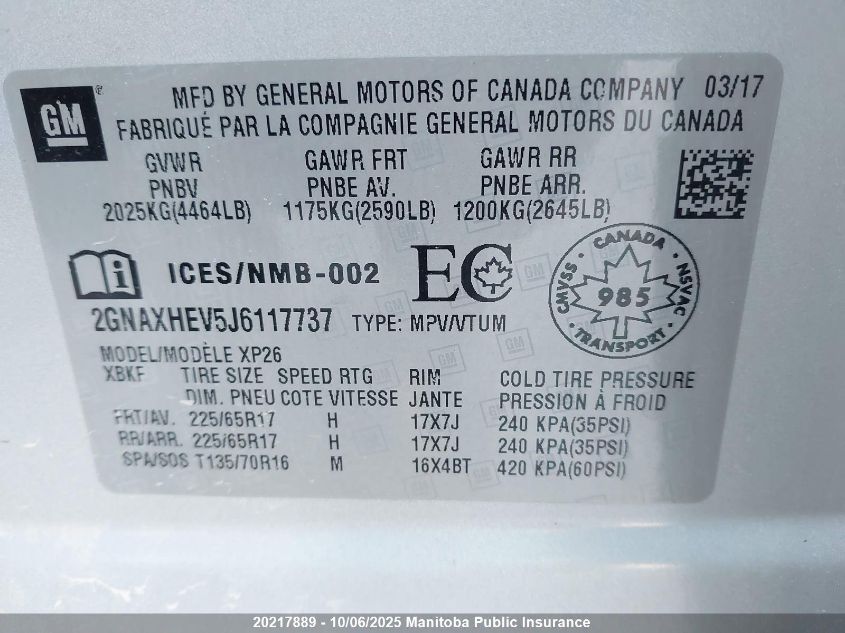 GM
®
MFD BY GENERAL MOTORS OF CANADA COMPANY 03/17
FABRIQUÉ PAR LA COMPAGNIE GENERAL MOTORS DU CANADA
GVWR GAWR FRT GAWR RR
PNBV PNBE AV. PNBE ARR.
2025KG(4464LB) 1175KG(2590LB) 1200KG(2645LB)
i ICES/NMB-002 EC
CANADA
CMVSS 985 NSVAC
TRANSPORT
2GNAXHEV5J6117737 TYPE: MPV/VTUM
MODEL/MODÈLE XP26
XBKF TIRE SIZE SPEED RTG RIM COLD TIRE PRESSURE
DIM. PNEU COTE VITESSE JANTE PRESSION À FROID
FRT/AV. 225/65R17 H 17X7J 240 KPA(35PSI)
RR/ARR. 225/65R17 H 17X7J 240 KPA(35PSI)
SPA/SOS T135/70R16 M 16X4BT 420 KPA(60PSI)
20217889 - 10/06/2025 Manitoba Public Insurance